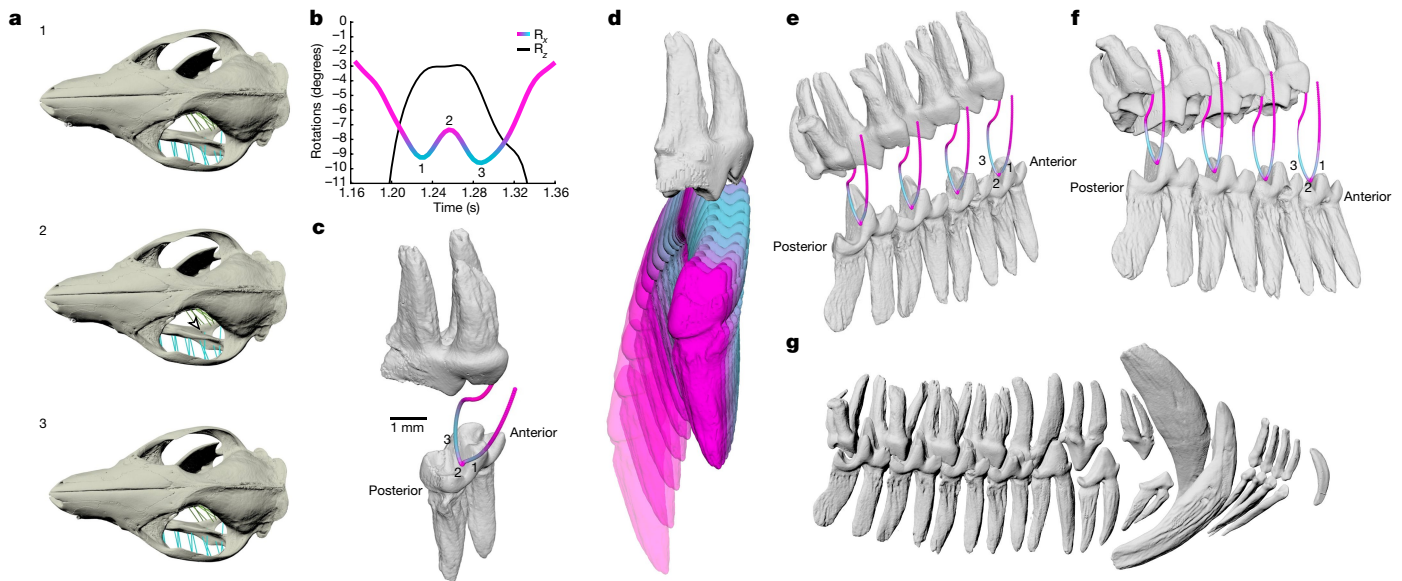 a
1
2
3
b
Rotations (degrees)
−0
−1
−2
−3
−4
−5
−6
−7
−8
−9
−10
−11
Rx
Rz
1
2
3
1.16 1.20 1.24 1.28 1.32 1.36
Time (s)
c
1 mm
3
Anterior
2 1
Posterior
d
e
3
1 Anterior
2
Posterior
f
3 1
Posterior
2
Anterior
g